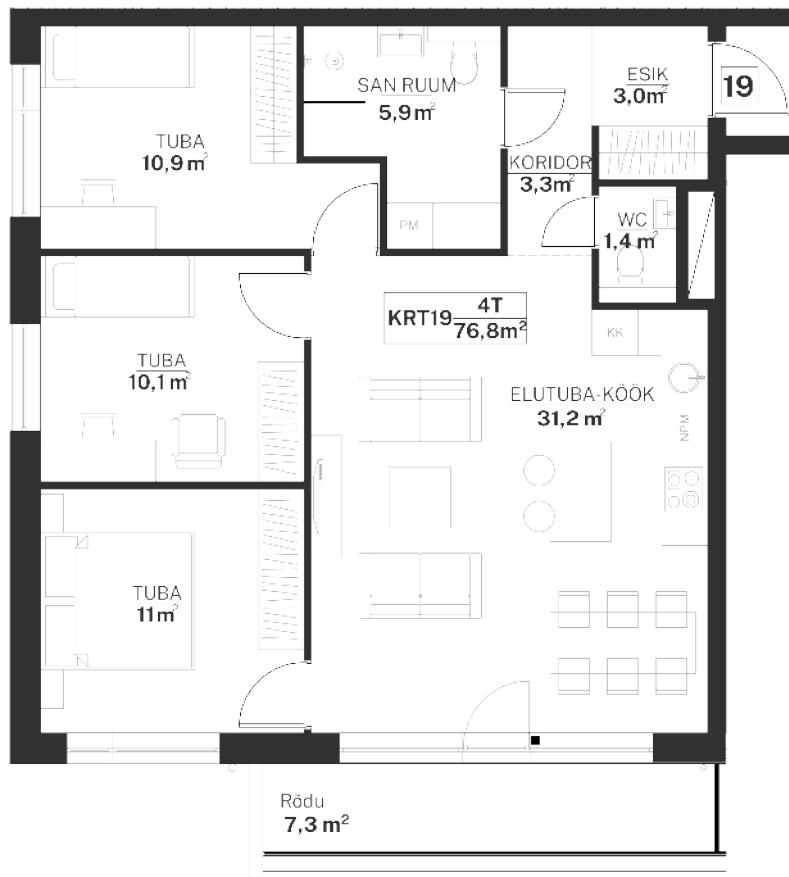 ESIK
3,0m²
19
SAN RUUM
5,9 m²
TUBA
10,9 m²
KORIDOR
3,3m²
PM
WC
1,4 m²
KRT19 4T
76,8m²
KK
TUBA
10,1 m²
ELUTUBA-KÖÖK
31,2 m²
NPM
TUBA
11 m²
Rõdu
7,3 m²